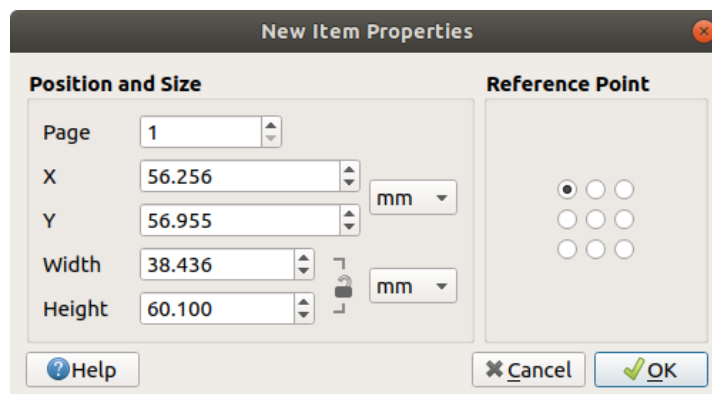 New Item Properties
Position and Size
Reference Point
Page 1
X 56.256
mm
Y 56.955
Width 38.436
mm
Height 60.100
Help
Cancel
OK